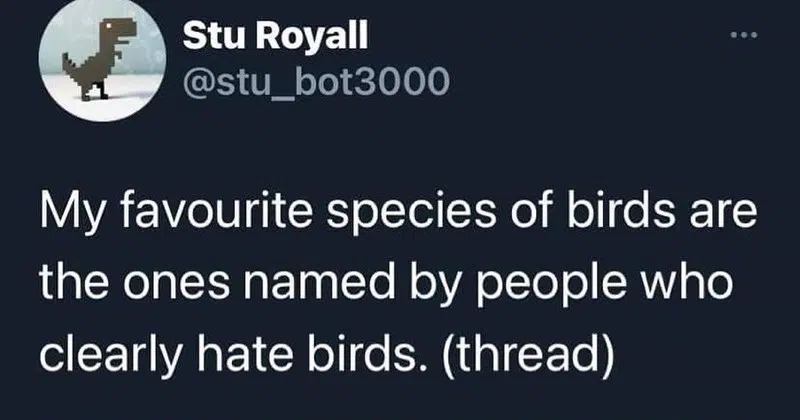 Stu Royall
@stu_bot3000
My favourite species of birds are
the ones named by people who
clearly hate birds. (thread)